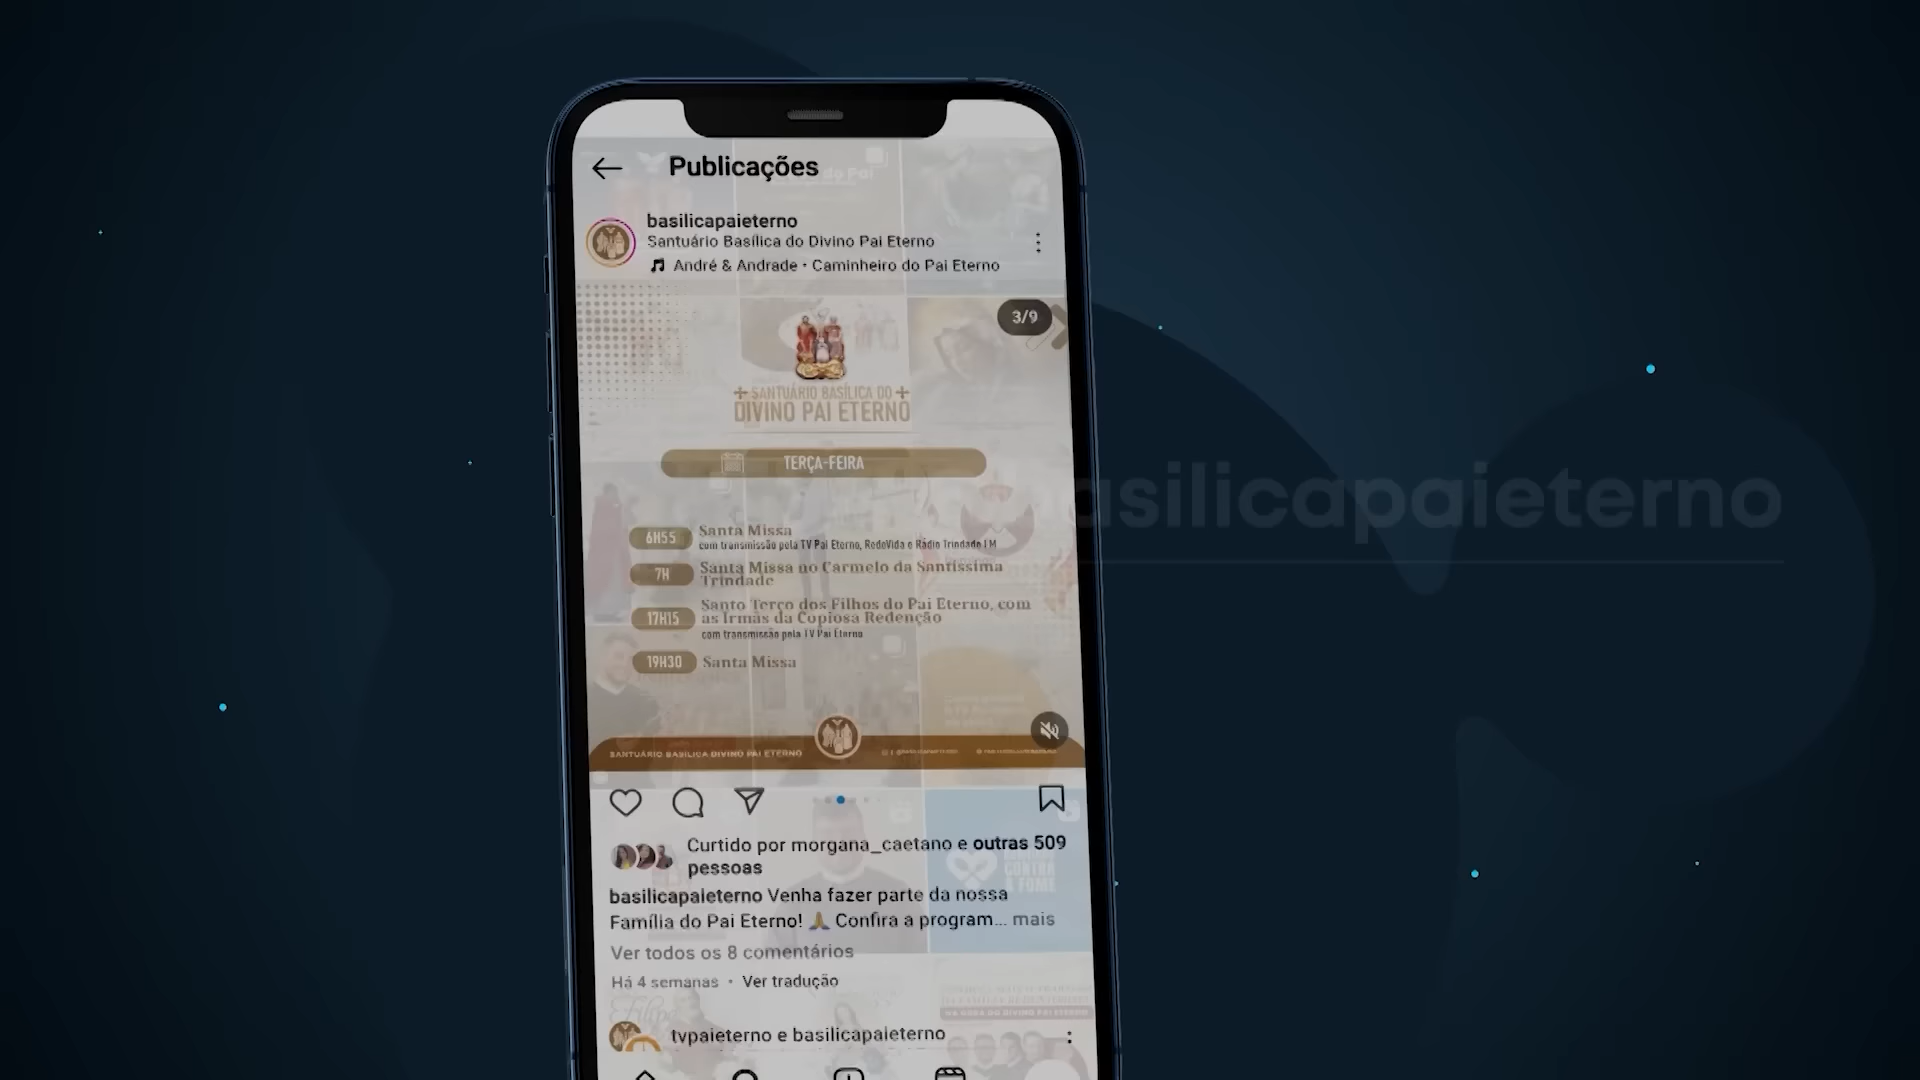 Publicações
basilicapaieterno
Santuário Basílica do Divino Pai Eterno
André & Andrade • Caminheiro do Pai Eterno
3/9
SANTUÁRIO BASÍLICA DO
DIVINO PAI ETERNO
TERÇA-FEIRA
6H55 Santa Missa
com transmissão pela TV Pai Eterno, RedeVida e Rádio Trindade FM
7H Santa Missa no Carmelo da Santíssima
Trindade
17H15 Santo Terço dos Filhos do Pai Eterno, com
as Irmãs da Copiosa Redenção
com transmissão pela TV Pai Eterno
19H30 Santa Missa
SANTUÁRIO BASÍLICA DIVINO PAI ETERNO
Curtido por morgana_caetano e outras 509
pessoas
basilicapaieterno Venha fazer parte da nossa
Família do Pai Eterno! 🙏 Confira a program... mais
Ver todos os 8 comentários
Há 4 semanas • Ver tradução
tvpaieterno e basilicapaieterno
asilicapaieterno